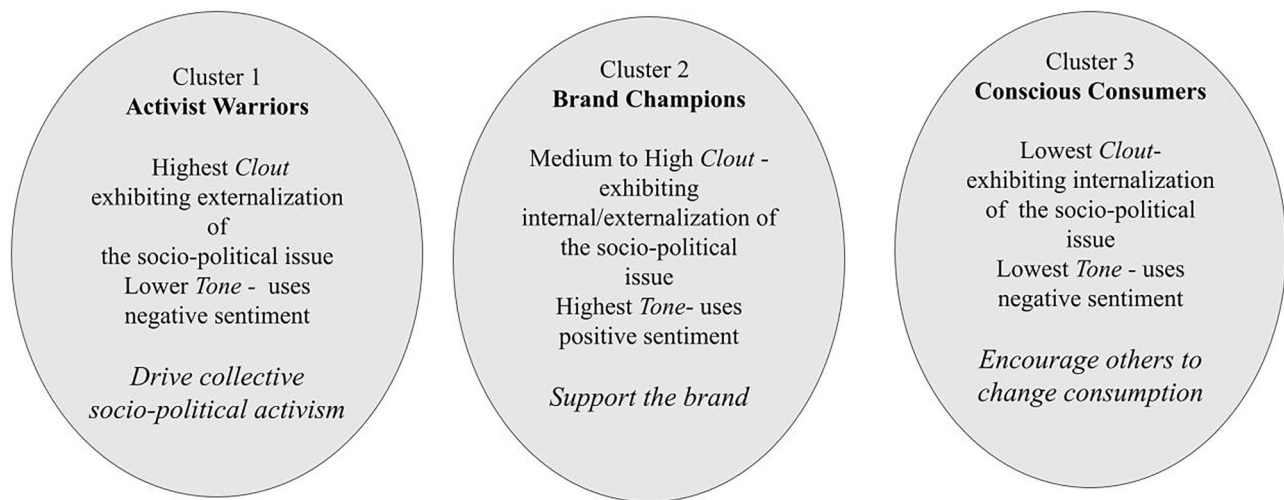 Cluster 1
Activist Warriors
Highest Clout
exhibiting externalization
of
the socio-political issue
Lower Tone - uses
negative sentiment
Drive collective
socio-political activism
Cluster 2
Brand Champions
Medium to High Clout -
exhibiting
internal/externalization of
the socio-political
issue
Highest Tone- uses
positive sentiment
Support the brand
Cluster 3
Conscious Consumers
Lowest Clout-
exhibiting internalization
of the socio-political
issue
Lowest Tone - uses
negative sentiment
Encourage others to
change consumption